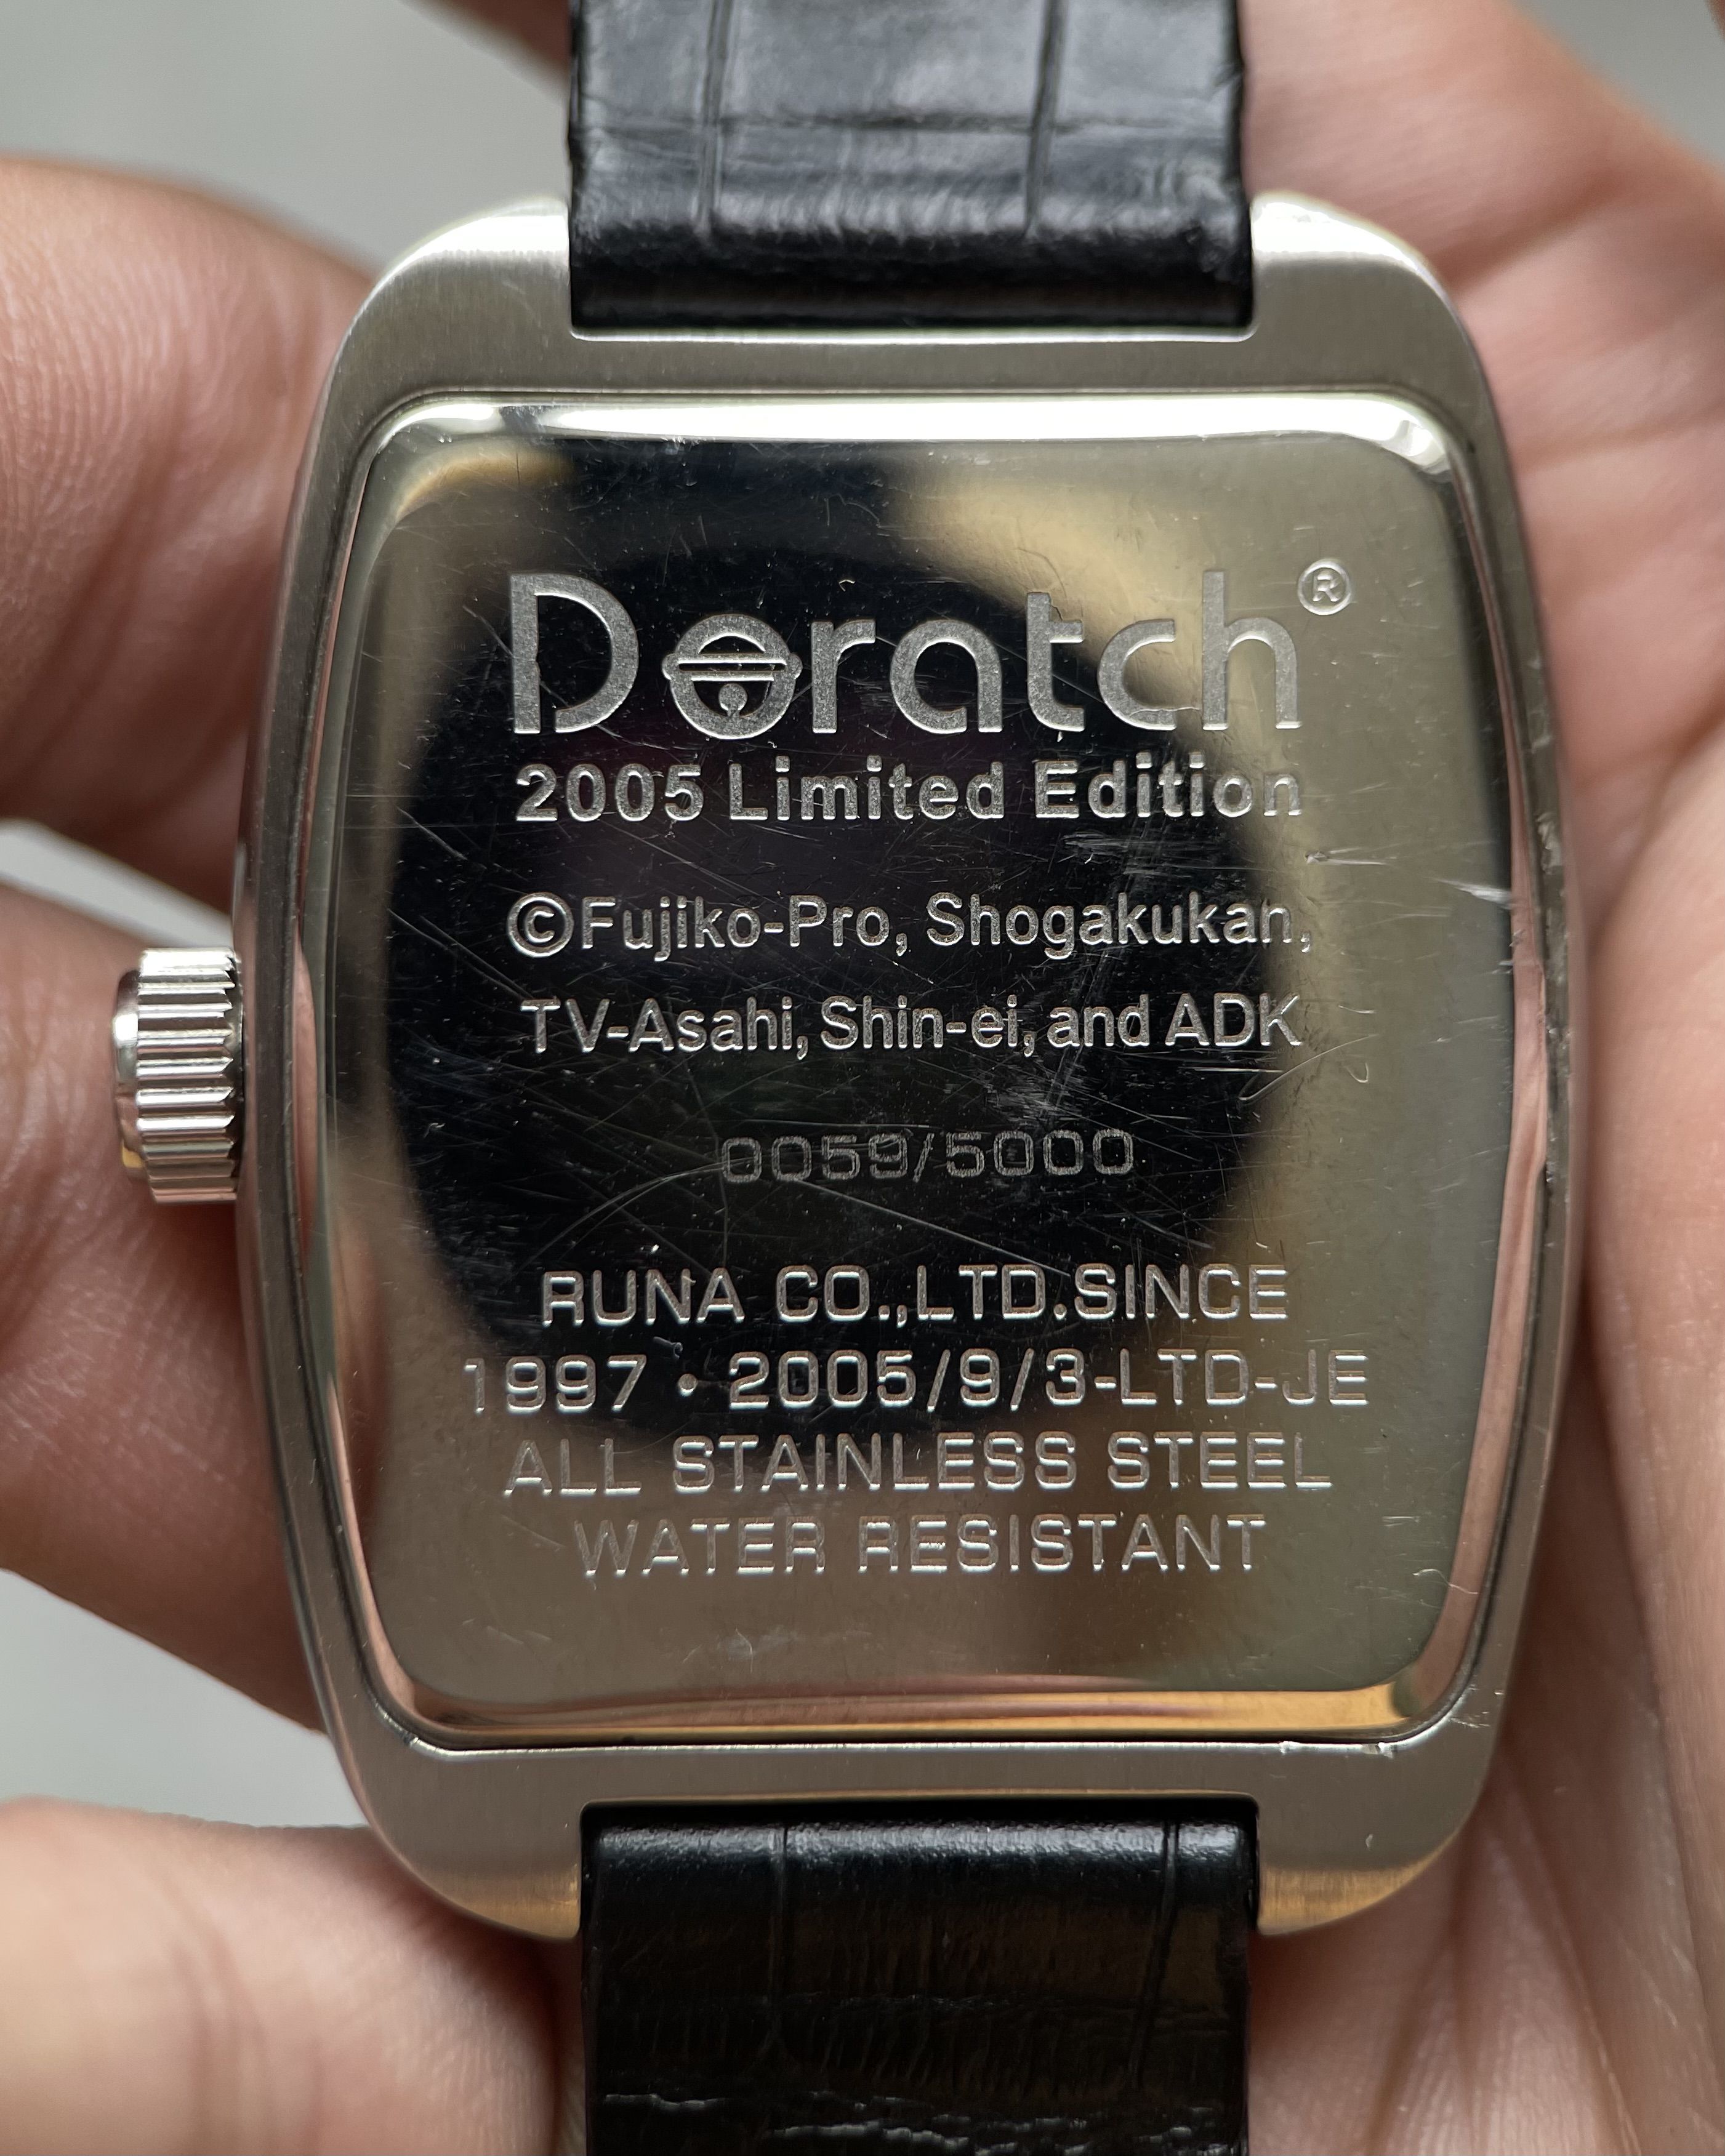 Doratch®
2005 Limited Edition
©Fujiko-Pro, Shogakukan,
TV-Asahi, Shin-ei, and ADK
0059/5000
RUNA CO.,LTD.SINCE
1997・2005/9/3-LTD-JE
ALL STAINLESS STEEL
WATER RESISTANT